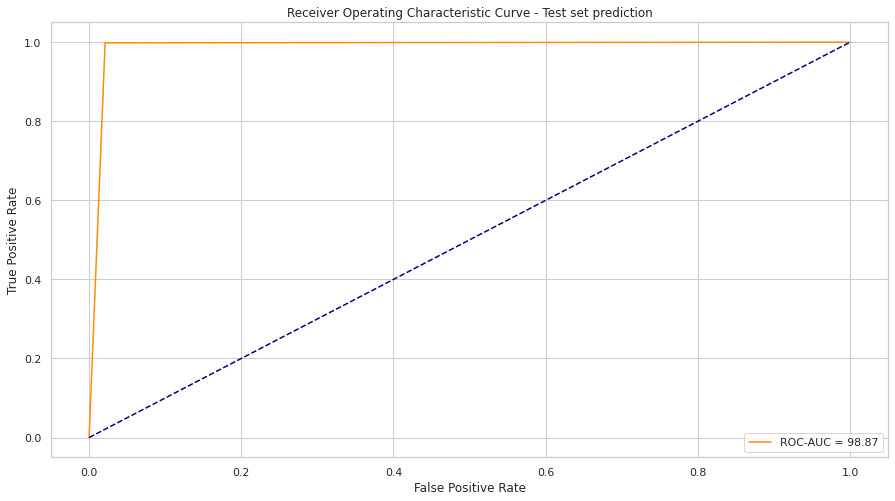 Receiver Operating Characteristic Curve - Test set prediction
True Positive Rate
1.0
0.8
0.6
0.4
0.2
0.0
ROC-AUC = 98.87
0.0 0.2 0.4 0.6 0.8 1.0
False Positive Rate